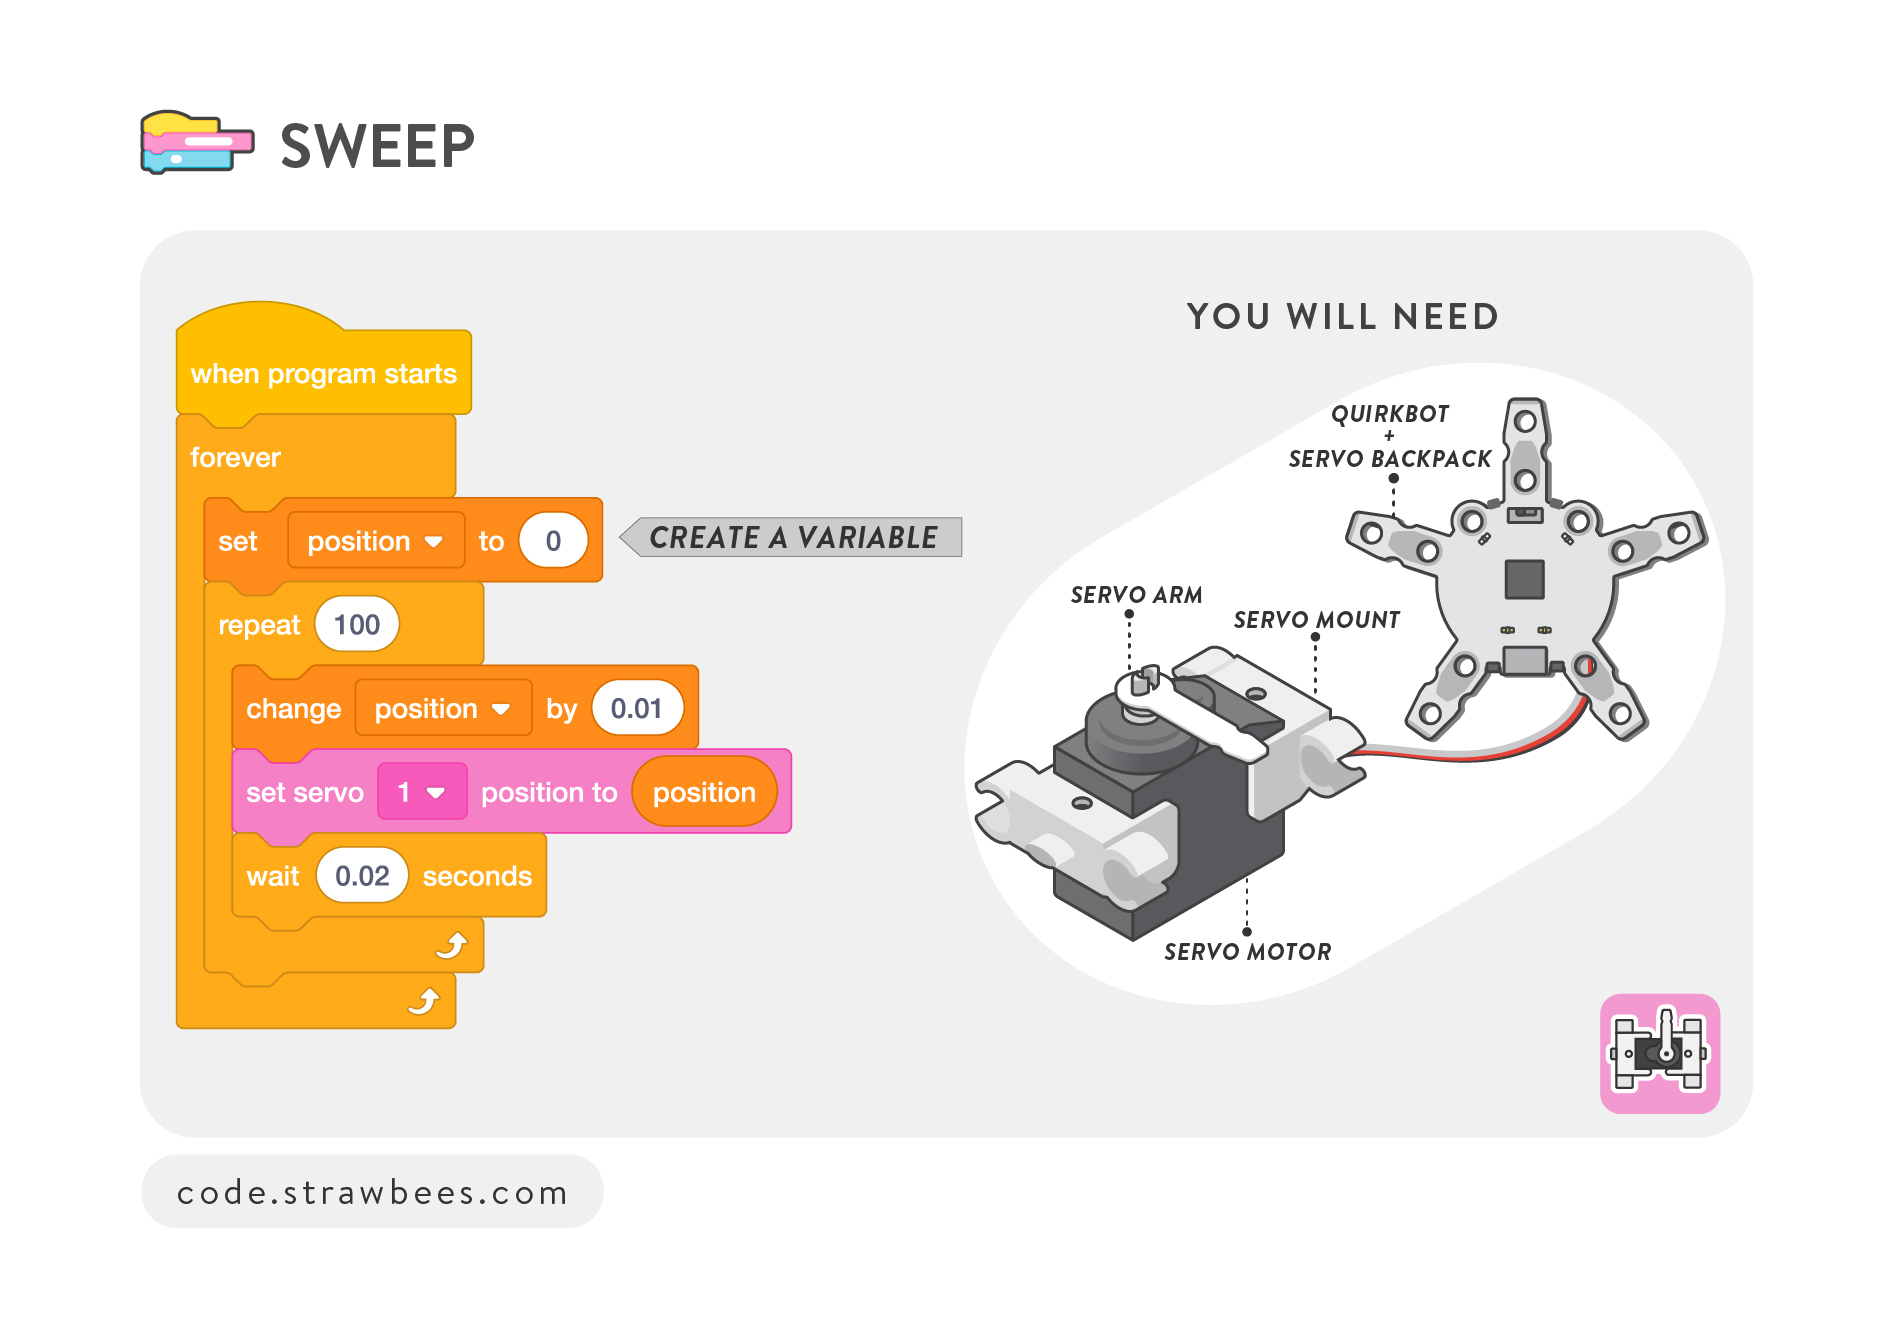 SWEEP
when program starts
forever
set position to 0
CREATE A VARIABLE
repeat 100
change position by 0.01
set servo 1 position to position
wait 0.02 seconds
YOU WILL NEED
QUIRKBOT
+
SERVO BACKPACK
SERVO ARM
SERVO MOUNT
SERVO MOTOR
code.strawbees.com